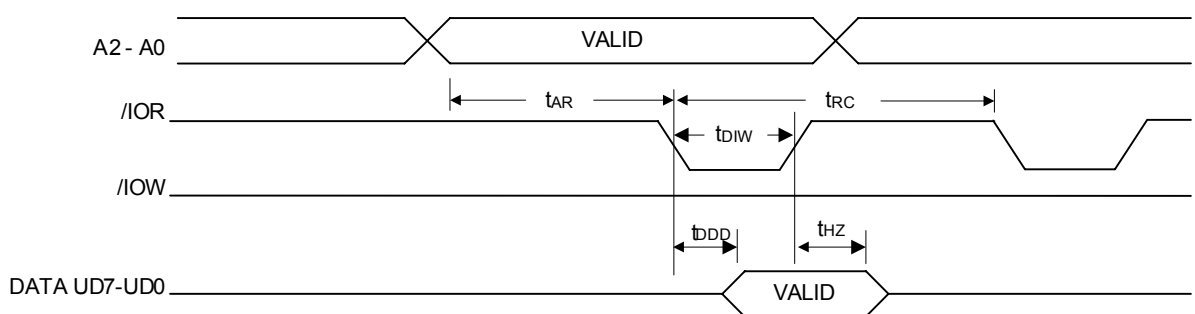 A2 - A0 VALID
/IOR tAR tRC
tDIW
/IOW
tDDD tHZ
DATA UD7-UD0 VALID